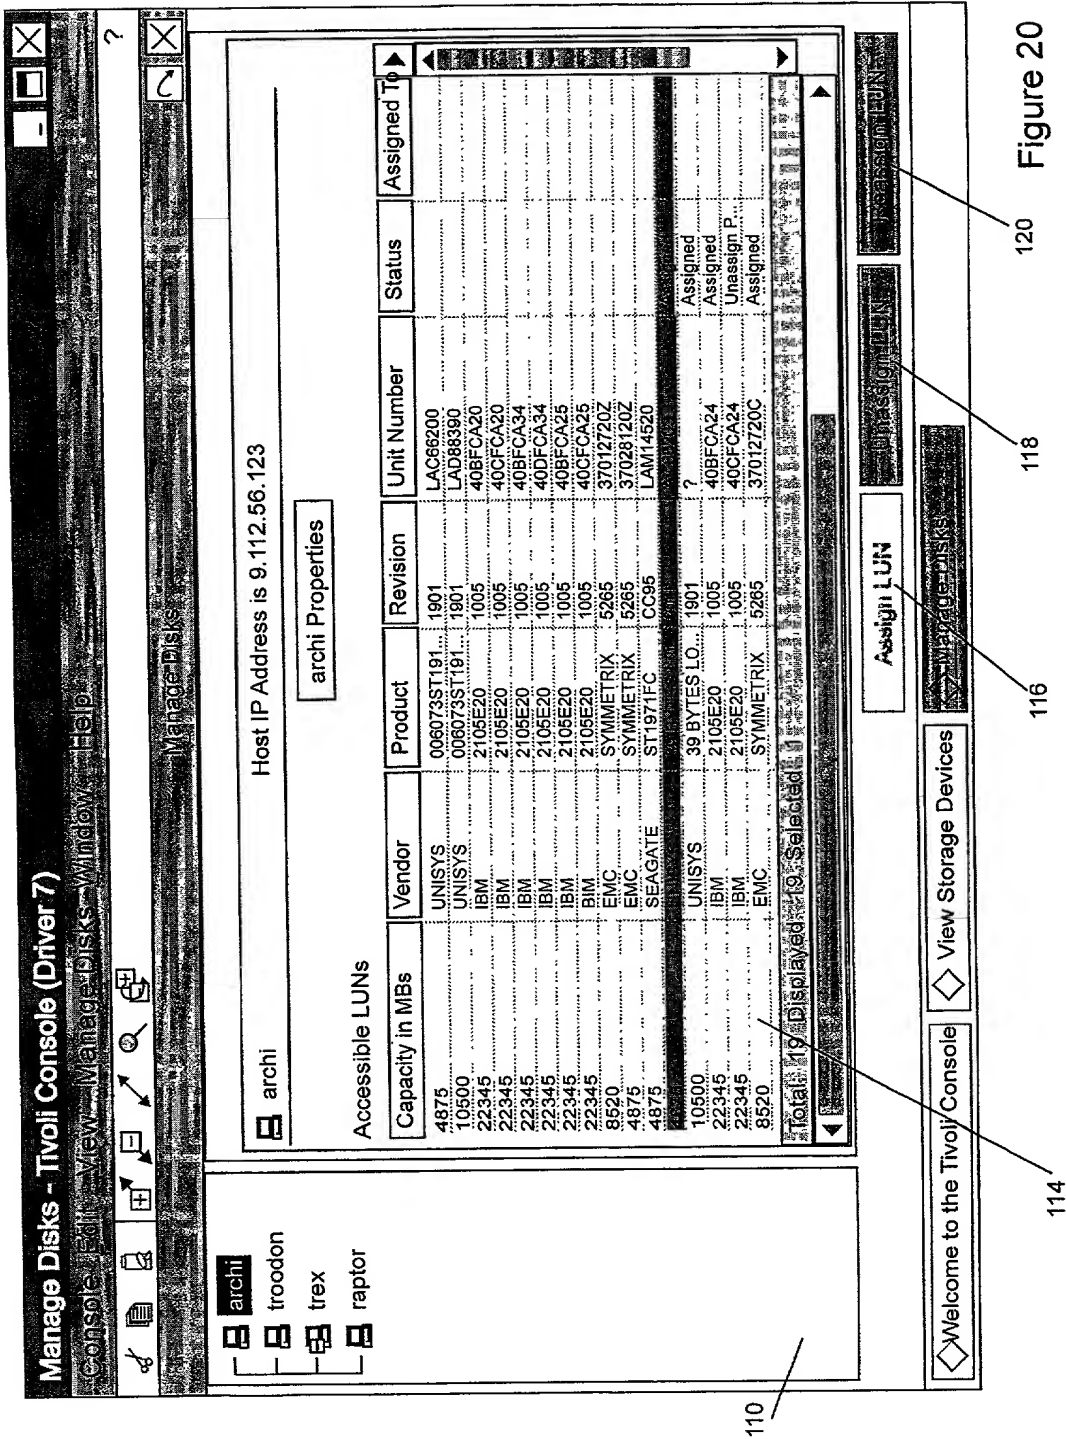 Manage Disks - Tivoli Console (Driver 7)
Console Edit View Manage Disks Window Help
?
Manage Disks
archi
troodon
trex
raptor
archi
Host IP Address is 9.112.56.123
archi Properties
Accessible LUNs
Capacity in MBs Vendor Product Revision Unit Number Status Assigned To
4875 UNISYS 006073ST191... 1901 LAC66200
10500 UNISYS 006073ST191... 1901 LAD88390
22345 IBM 2105E20 1005 40BFCA20
22345 IBM 2105E20 1005 40CFCA20
22345 IBM 2105E20 1005 40BFCA34
22345 IBM 2105E20 1005 40DFCA34
22345 IBM 2105E20 1005 40BFCA25
22345 BIM 2105E20 1005 40CFCA25
8520 EMC SYMMETRIX 5265 37012720Z
4875 EMC SYMMETRIX 5265 37028120Z
4875 SEAGATE ST1971FC CC95 LAM14520
10500 UNISYS 39 BYTES LO... 1901 ? Assigned
22345 IBM 2105E20 1005 40BFCA24 Assigned
22345 IBM 2105E20 1005 40CFCA24 Unassign P...
8520 EMC SYMMETRIX 5265 37012720C Assigned
Total: 19 Displayed: 19 Selected: 1
Assign LUN Unassign LUN Reassign LUN
Welcome to the Tivoli Console View Storage Devices Manage Disks
110
114
116
118
120
Figure 20